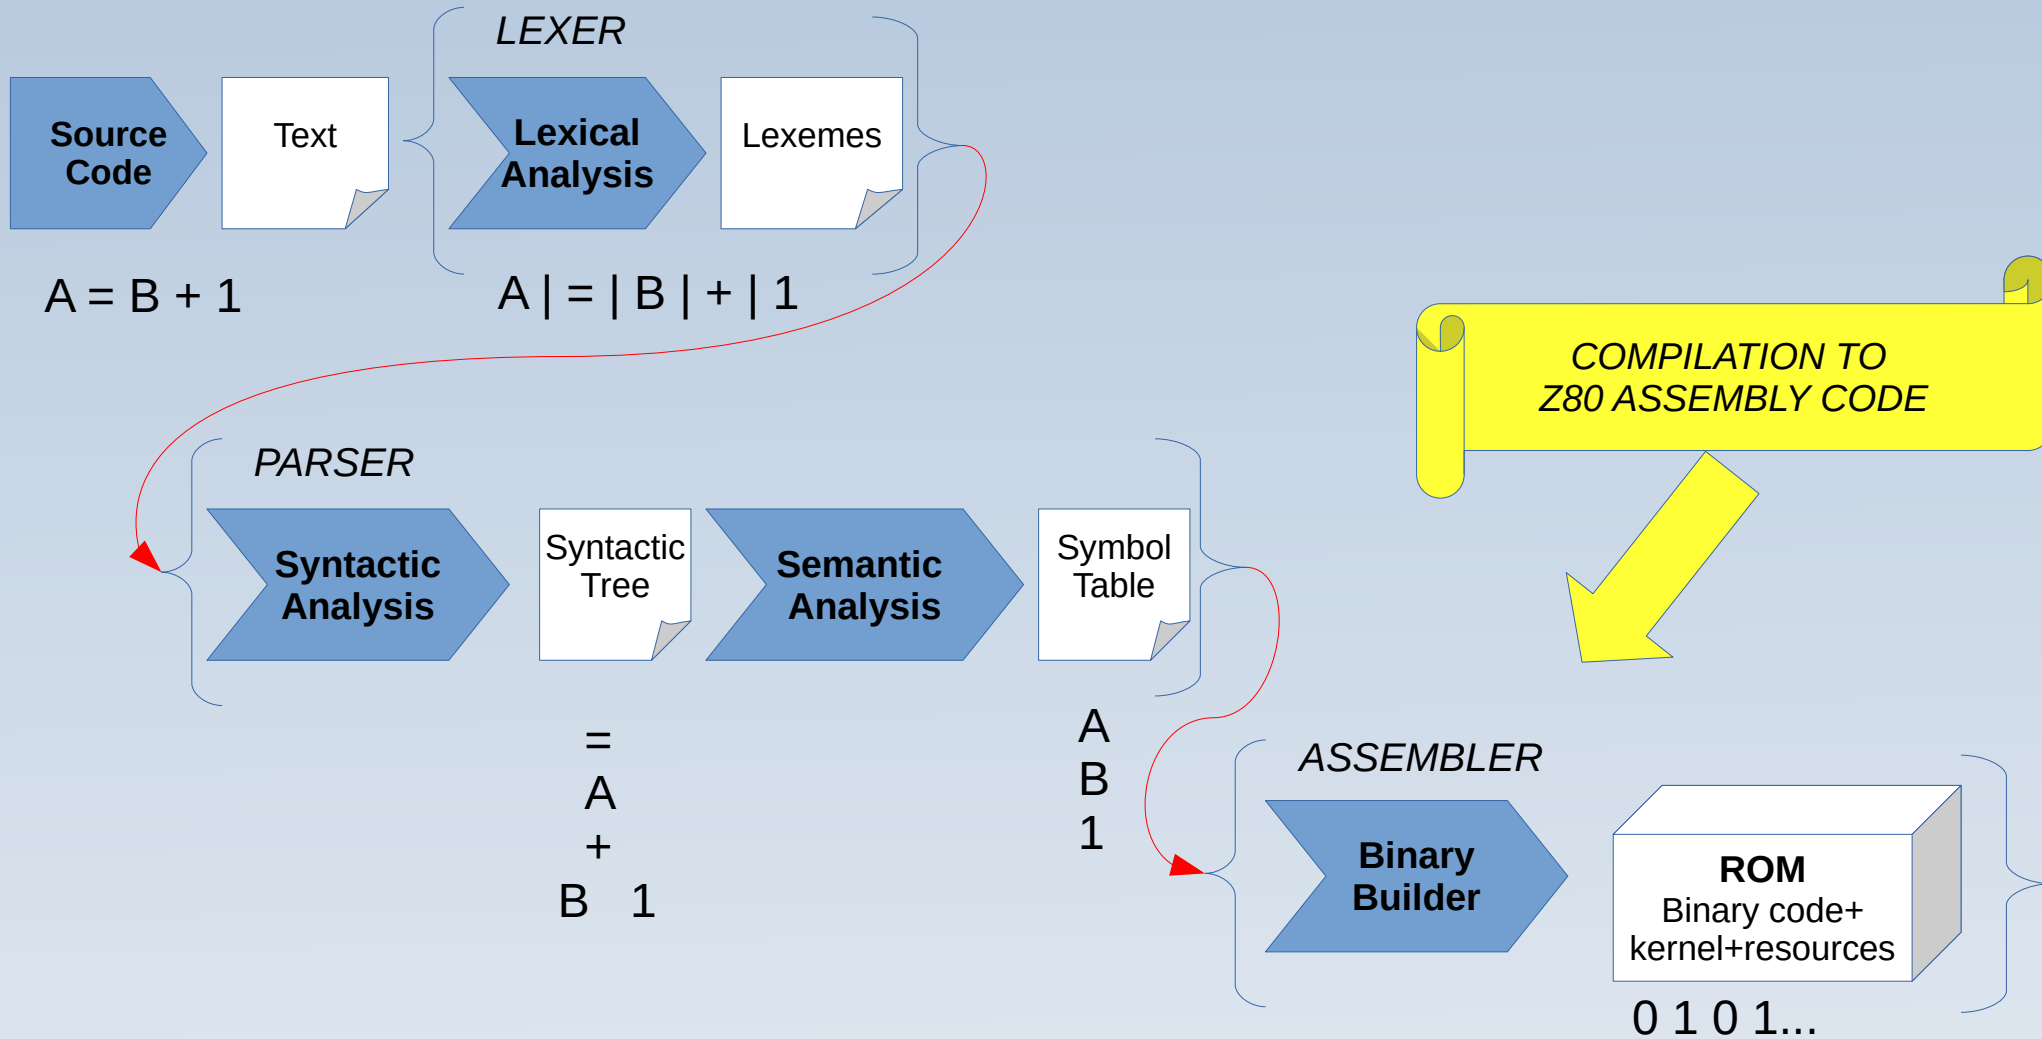 LEXER
Source
Code
Text
Lexical
Analysis
Lexemes
A = B + 1
A | = | B | + | 1
COMPILATION TO
Z80 ASSEMBLY CODE
PARSER
Syntactic
Analysis
Syntactic
Tree
Semantic
Analysis
Symbol
Table
=
A
+
B 1
A
B
1
ASSEMBLER
Binary
Builder
ROM
Binary code+
kernel+resources
0 1 0 1...